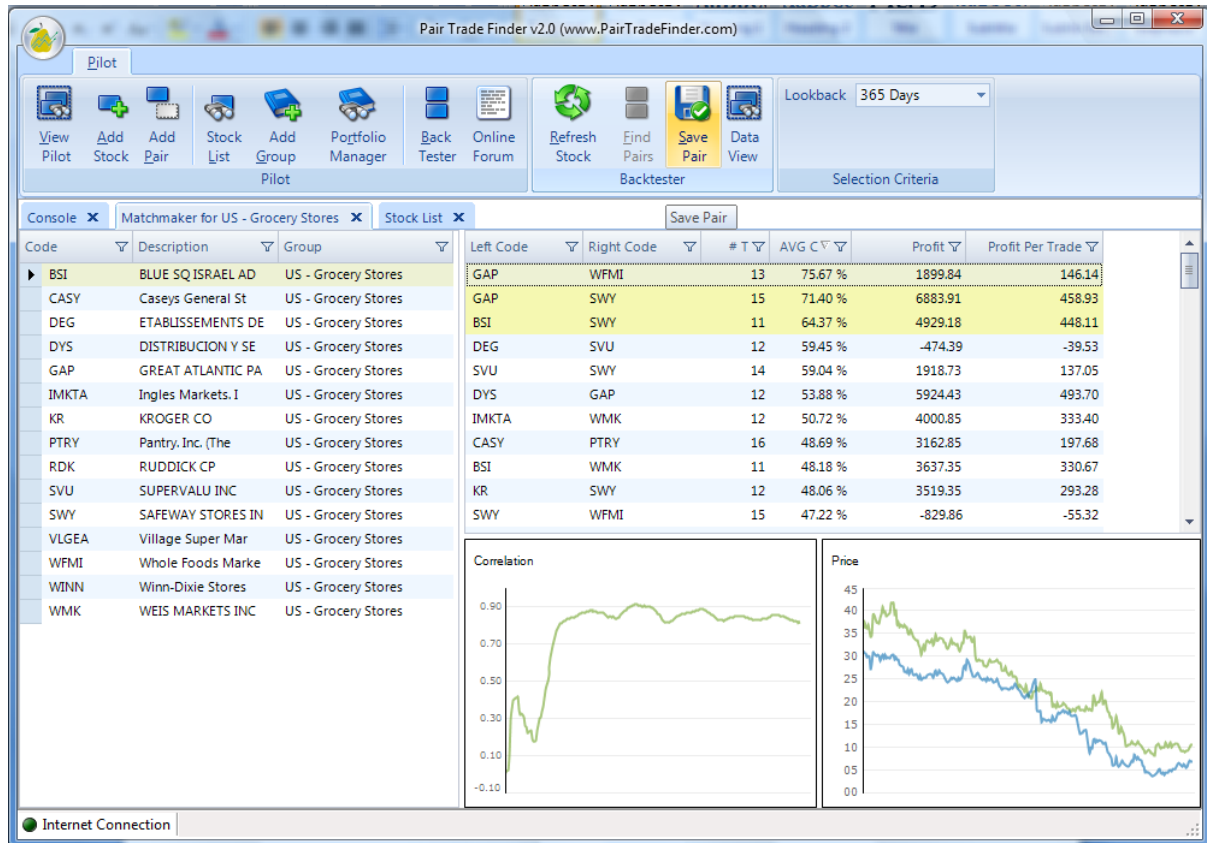 Pair Trade Finder v2.0 (www.PairTradeFinder.com)
Pilot
View Pilot
Add Stock
Add Pair
Stock List
Add Group
Portfolio Manager
Back Tester
Online Forum
Pilot
Refresh Stock
Find Pairs
Save Pair
Data View
Backtester
Lookback 365 Days
Selection Criteria
Console Matchmaker for US - Grocery Stores Stock List
Save Pair
Code Description Group
BSI BLUE SQ ISRAEL AD US - Grocery Stores
CASY Caseys General St US - Grocery Stores
DEG ETABLISSEMENTS DE US - Grocery Stores
DYS DISTRIBUCION Y SE US - Grocery Stores
GAP GREAT ATLANTIC PA US - Grocery Stores
IMKTA Ingles Markets. I US - Grocery Stores
KR KROGER CO US - Grocery Stores
PTRY Pantry. Inc. (The US - Grocery Stores
RDK RUDDICK CP US - Grocery Stores
SVU SUPERVALU INC US - Grocery Stores
SWY SAFEWAY STORES IN US - Grocery Stores
VLGEA Village Super Mar US - Grocery Stores
WFMI Whole Foods Marke US - Grocery Stores
WINN Winn-Dixie Stores US - Grocery Stores
WMK WEIS MARKETS INC US - Grocery Stores
Left Code Right Code # T AVG C Profit Profit Per Trade
GAP WFMI 13 75.67 % 1899.84 146.14
GAP SWY 15 71.40 % 6883.91 458.93
BSI SWY 11 64.37 % 4929.18 448.11
DEG SVU 12 59.45 % -474.39 -39.53
SVU SWY 14 59.04 % 1918.73 137.05
DYS GAP 12 53.88 % 5924.43 493.70
IMKTA WMK 12 50.72 % 4000.85 333.40
CASY PTRY 16 48.69 % 3162.85 197.68
BSI WMK 11 48.18 % 3637.35 330.67
KR SWY 12 48.06 % 3519.35 293.28
SWY WFMI 15 47.22 % -829.86 -55.32
Correlation
0.90
0.70
0.50
0.30
0.10
-0.10
Price
45
40
35
30
25
20
15
10
05
00
Internet Connection